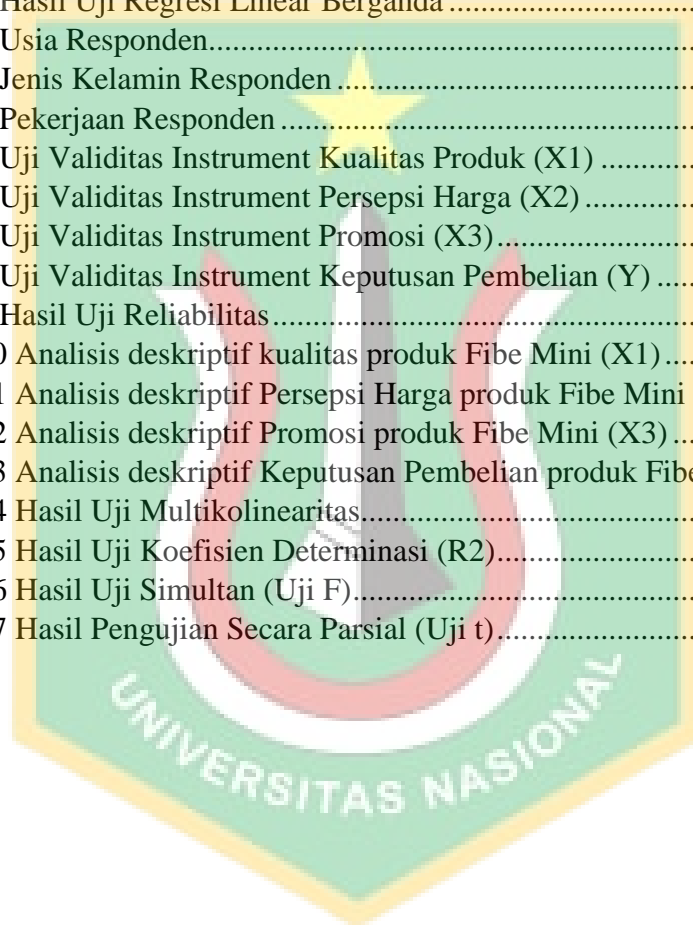 Hasil Uji Regresi Linear Berganda ................
Usia Responden................
Jenis Kelamin Responden ................
Pekerjaan Responden ................
Uji Validitas Instrument Kualitas Produk (X1) ................
Uji Validitas Instrument Persepsi Harga (X2) ................
Uji Validitas Instrument Promosi (X3)................
Uji Validitas Instrument Keputusan Pembelian (Y) ......
Hasil Uji Reliabilitas................
0 Analisis deskriptif kualitas produk Fibe Mini (X1) .....
1 Analisis deskriptif Persepsi Harga produk Fibe Mini
2 Analisis deskriptif Promosi produk Fibe Mini (X3) ...
3 Analisis deskriptif Keputusan Pembelian produk Fibe
4 Hasil Uji Multikolinearitas................
5 Hasil Uji Koefisien Determinasi (R2)................
6 Hasil Uji Simultan (Uji F)................
7 Hasil Pengujian Secara Parsial (Uji t)................
UNIVERSITAS NASIONAL